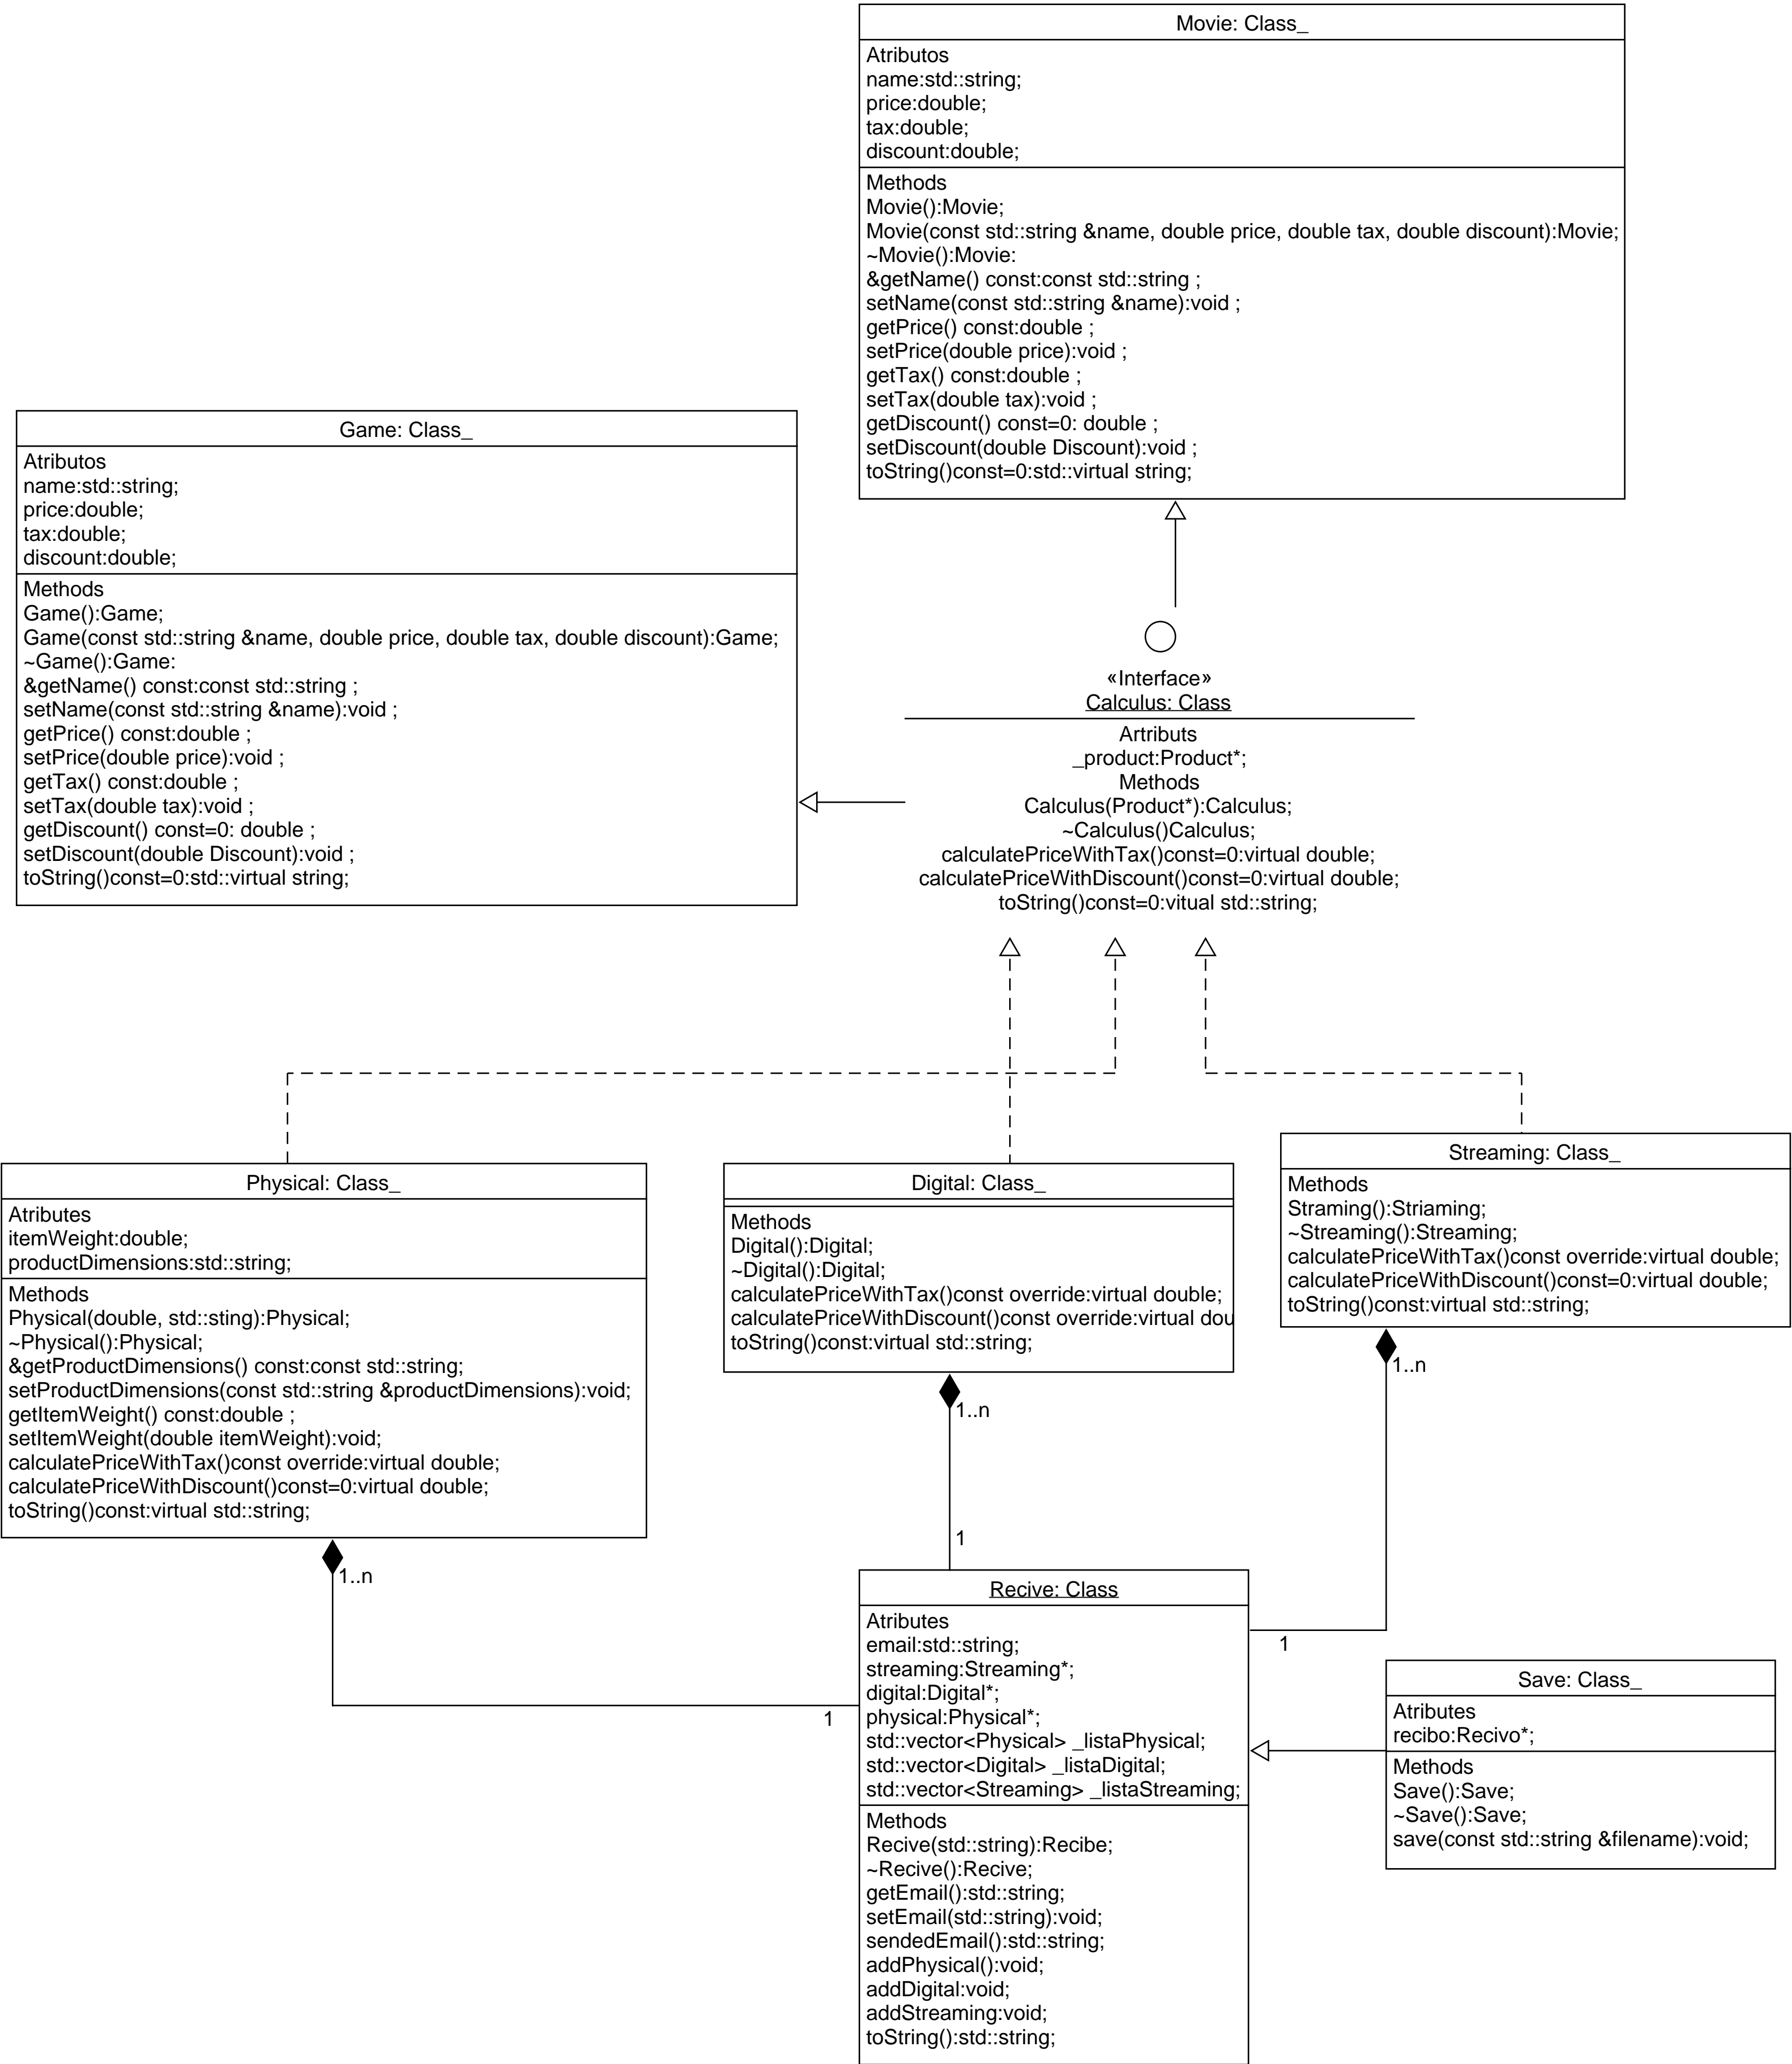 Movie: Class_
Atributos
name:std::string;
price:double;
tax:double;
discount:double;
Methods
Movie():Movie;
Movie(const std::string &name, double price, double tax, double discount):Movie;
~Movie():Movie:
&getName() const:const std::string ;
setName(const std::string &name):void ;
getPrice() const:double ;
setPrice(double price):void ;
getTax() const:double ;
setTax(double tax):void ;
getDiscount() const=0: double ;
setDiscount(double Discount):void ;
toString()const=0:std::virtual string;
Game: Class_
Atributos
name:std::string;
price:double;
tax:double;
discount:double;
Methods
Game():Game;
Game(const std::string &name, double price, double tax, double discount):Game;
~Game():Game:
&getName() const:const std::string ;
setName(const std::string &name):void ;
getPrice() const:double ;
setPrice(double price):void ;
getTax() const:double ;
setTax(double tax):void ;
getDiscount() const=0: double ;
setDiscount(double Discount):void ;
toString()const=0:std::virtual string;
«Interface»
Calculus: Class
Artributs
_product:Product*;
Methods
Calculus(Product*):Calculus;
~Calculus()Calculus;
calculatePriceWithTax()const=0:virtual double;
calculatePriceWithDiscount()const=0:virtual double;
toString()const=0:vitual std::string;
Physical: Class_
Atributes
itemWeight:double;
productDimensions:std::string;
Methods
Physical(double, std::sting):Physical;
~Physical():Physical;
&getProductDimensions() const:const std::string;
setProductDimensions(const std::string &productDimensions):void;
getItemWeight() const:double ;
setItemWeight(double itemWeight):void;
calculatePriceWithTax()const override:virtual double;
calculatePriceWithDiscount()const=0:virtual double;
toString()const:virtual std::string;
1..n
1
Digital: Class_
Methods
Digital():Digital;
~Digital():Digital;
calculatePriceWithTax()const override:virtual double;
calculatePriceWithDiscount()const override:virtual dou
toString()const:virtual std::string;
1..n
1
Streaming: Class_
Methods
Straming():Striaming;
~Streaming():Streaming;
calculatePriceWithTax()const override:virtual double;
calculatePriceWithDiscount()const=0:virtual double;
toString()const:virtual std::string;
1..n
1
Recive: Class
Atributes
email:std::string;
streaming:Streaming*;
digital:Digital*;
physical:Physical*;
std::vector<Physical> _listaPhysical;
std::vector<Digital> _listaDigital;
std::vector<Streaming> _listaStreaming;
Methods
Recive(std::string):Recibe;
~Recive():Recive;
getEmail():std::string;
setEmail(std::string):void;
sendedEmail():std::string;
addPhysical():void;
addDigital:void;
addStreaming:void;
toString():std::string;
Save: Class_
Atributes
recibo:Recivo*;
Methods
Save():Save;
~Save():Save;
save(const std::string &filename):void;